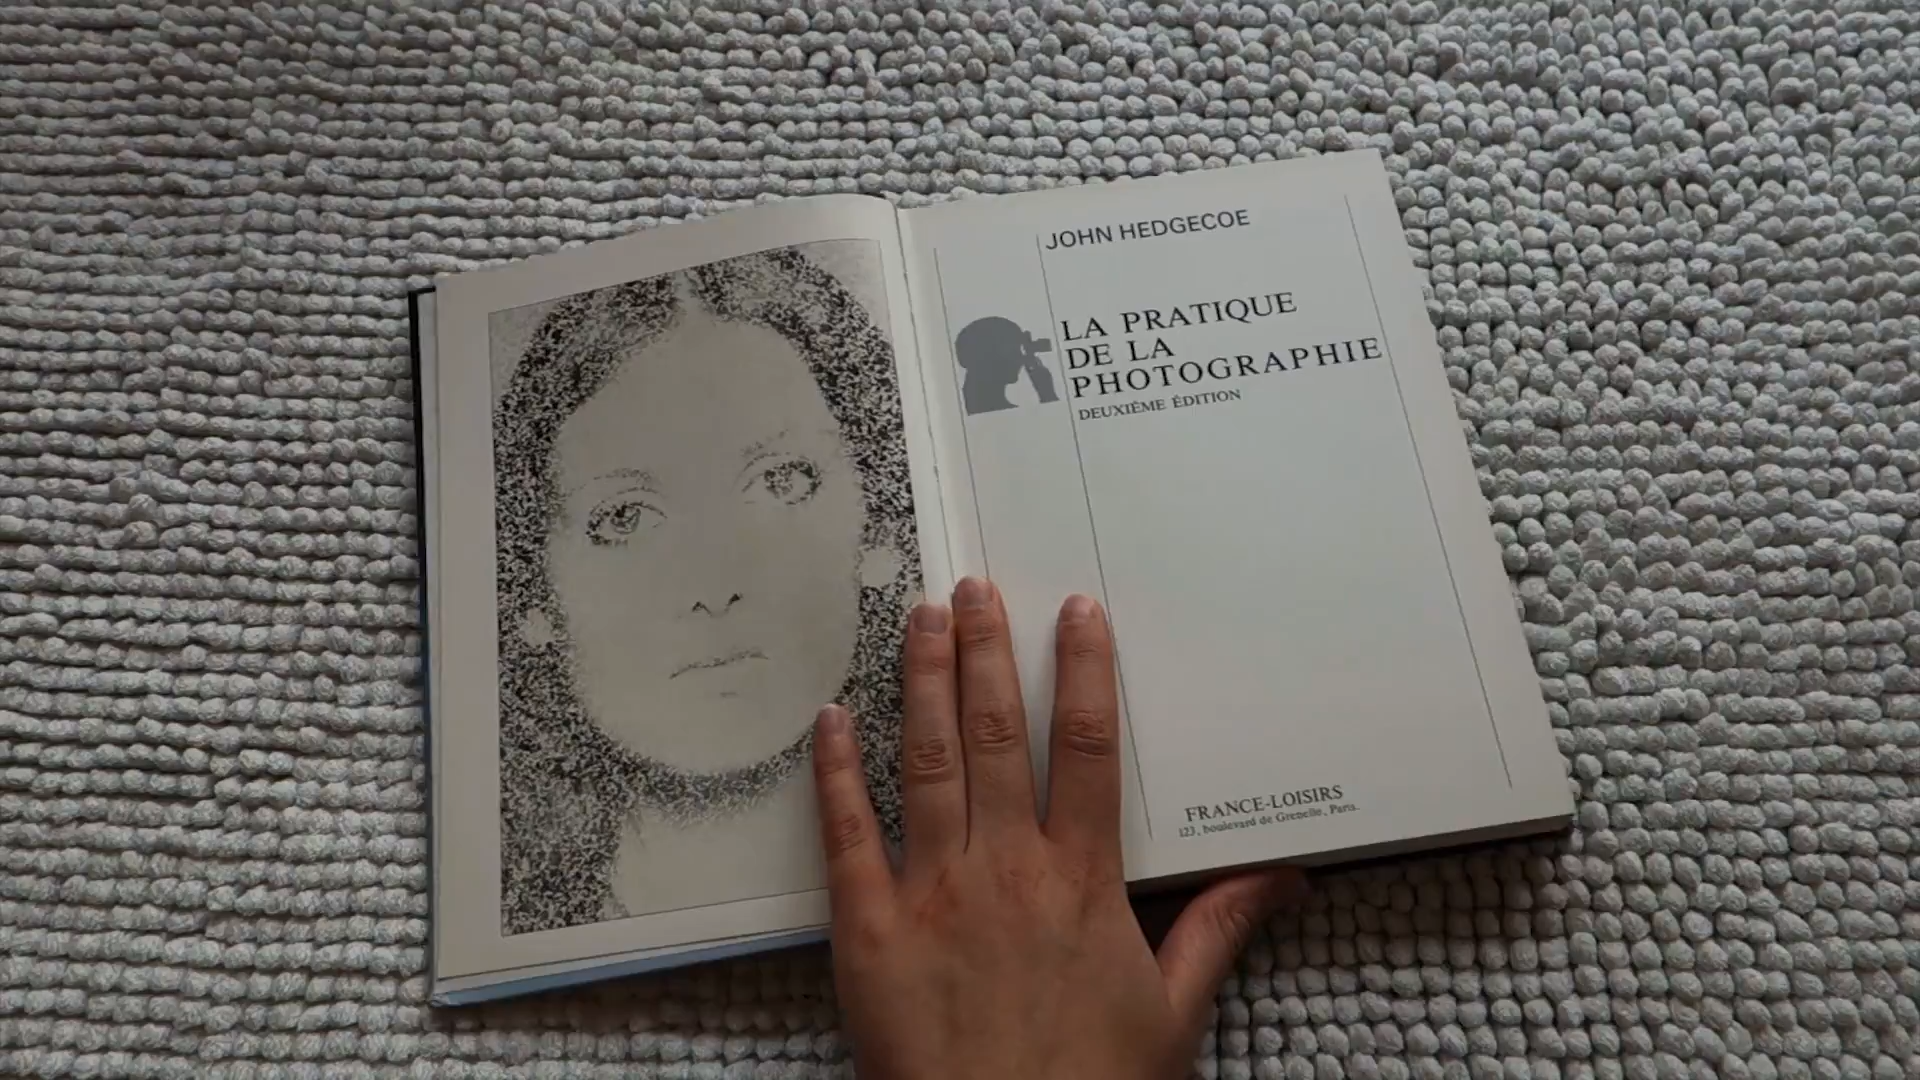 JOHN HEDGECOE
LA PRATIQUE
DE LA
PHOTOGRAPHIE
DEUXIÈME ÉDITION
FRANCE-LOISIRS
123, boulevard de Grenelle, Paris.